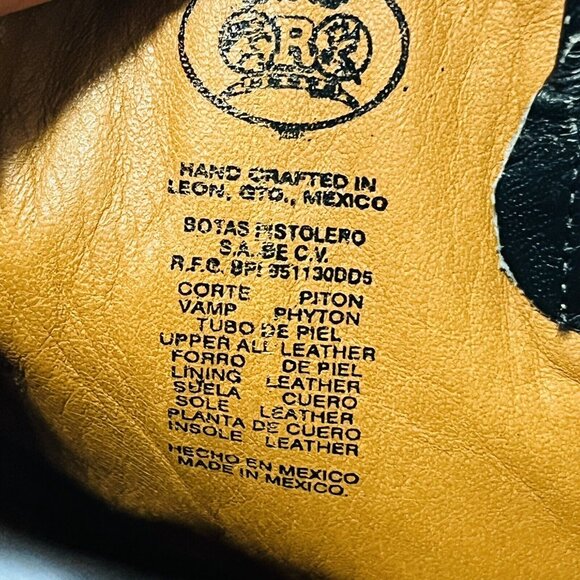 R
HAND CRAFTED IN
LEON, GTO., MEXICO
BOTAS PISTOLERO
S.A. DE C.V.
R.F.C. BPI 951130DD5
CORTE PITON
VAMP PHYTON
TUBO DE PIEL
UPPER ALL LEATHER
FORRO DE PIEL
LINING LEATHER
SUELA CUERO
SOLE LEATHER
PLANTA DE CUERO
INSOLE LEATHER
HECHO EN MEXICO
MADE IN MEXICO.